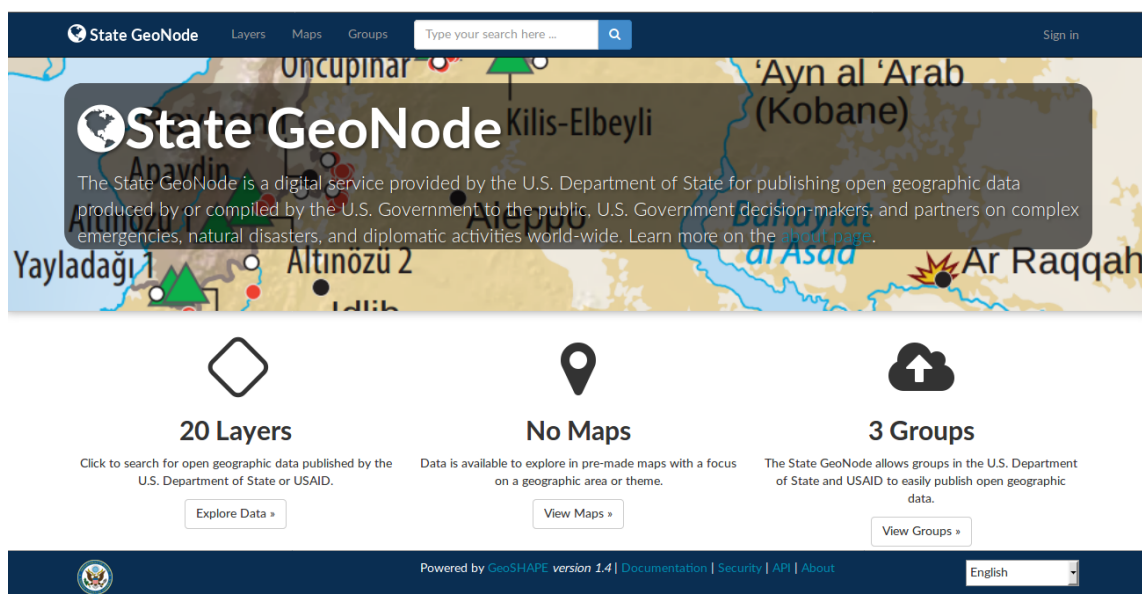 State GeoNode Layers Maps Groups Type your search here ... Sign in
Öncüpınar
'Ayn al 'Arab
(Kobane)
State GeoNode
Kilis-Elbeyli
Apaydin
The State GeoNode is a digital service provided by the U.S. Department of State for publishing open geographic data
produced by or compiled by the U.S. Government to the public, U.S. Government decision-makers, and partners on complex
emergencies, natural disasters, and diplomatic activities world-wide. Learn more on the about page.
Aleppo
Buhayrat
al Asad
Yayladağı 1
Altınözü 2
Ar Raqqah
Idlib
20 Layers
Click to search for open geographic data published by the
U.S. Department of State or USAID.
Explore Data »
No Maps
Data is available to explore in pre-made maps with a focus
on a geographic area or theme.
View Maps »
3 Groups
The State GeoNode allows groups in the U.S. Department
of State and USAID to easily publish open geographic
data.
View Groups »
Powered by GeoSHAPE version 1.4 | Documentation | Security | API | About
English